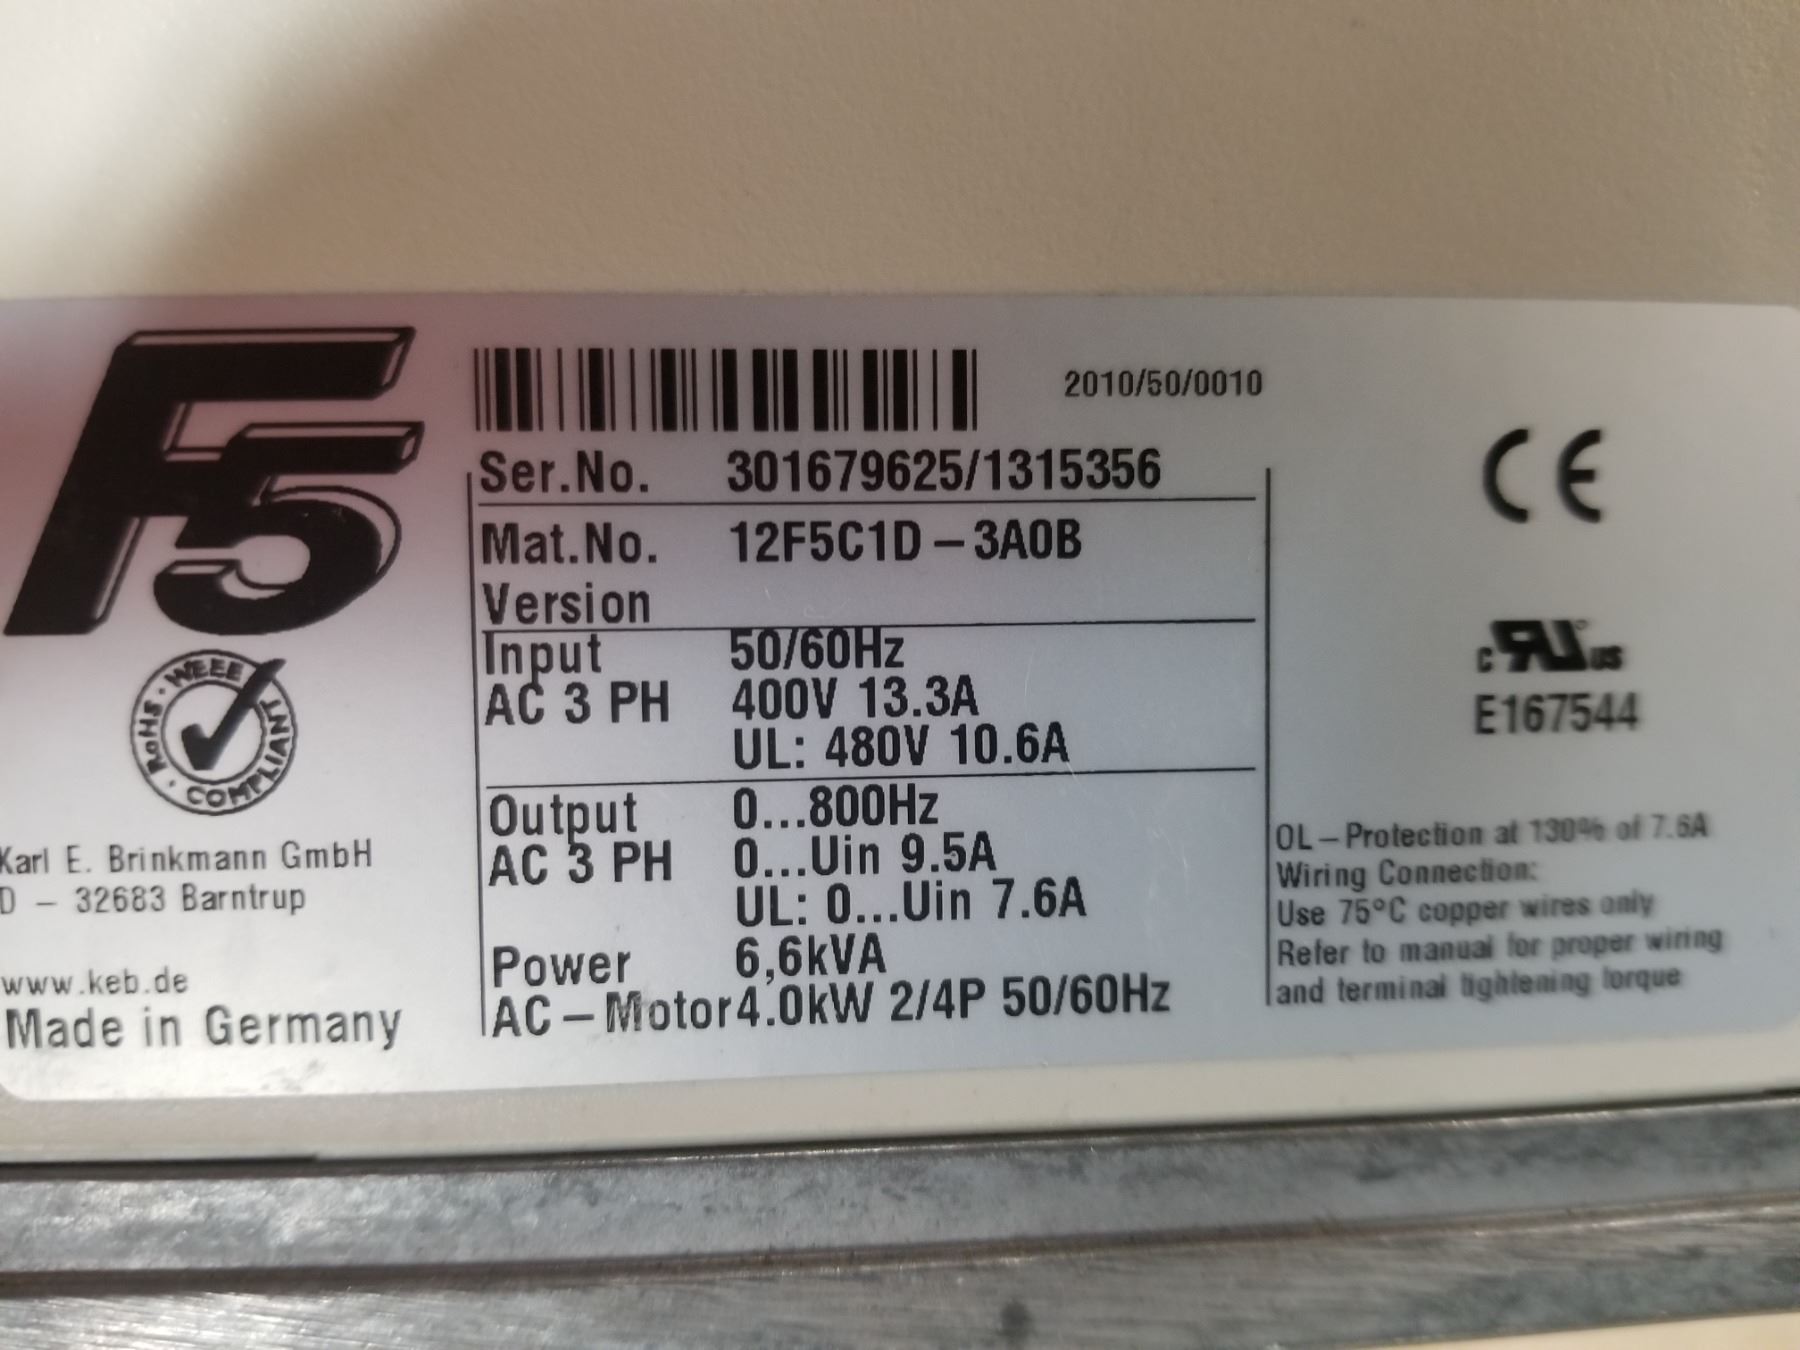 F5
2010/50/0010
Ser.No. 301679625/1315356
Mat.No. 12F5C1D-3A0B
Version
Input 50/60Hz
AC 3 PH 400V 13.3A
UL: 480V 10.6A
Output 0...800Hz
AC 3 PH 0...Uin 9.5A
UL: 0...Uin 7.6A
Power 6,6kVA
AC-Motor 4.0kW 2/4P 50/60Hz
RoHS · WEEE
COMPLIANT
Karl E. Brinkmann GmbH
D - 32683 Barntrup
www.keb.de
Made in Germany
CE
c RU us
E167544
OL-Protection at 130% of 7.6A
Wiring Connection:
Use 75°C copper wires only
Refer to manual for proper wiring
and terminal tightening torque